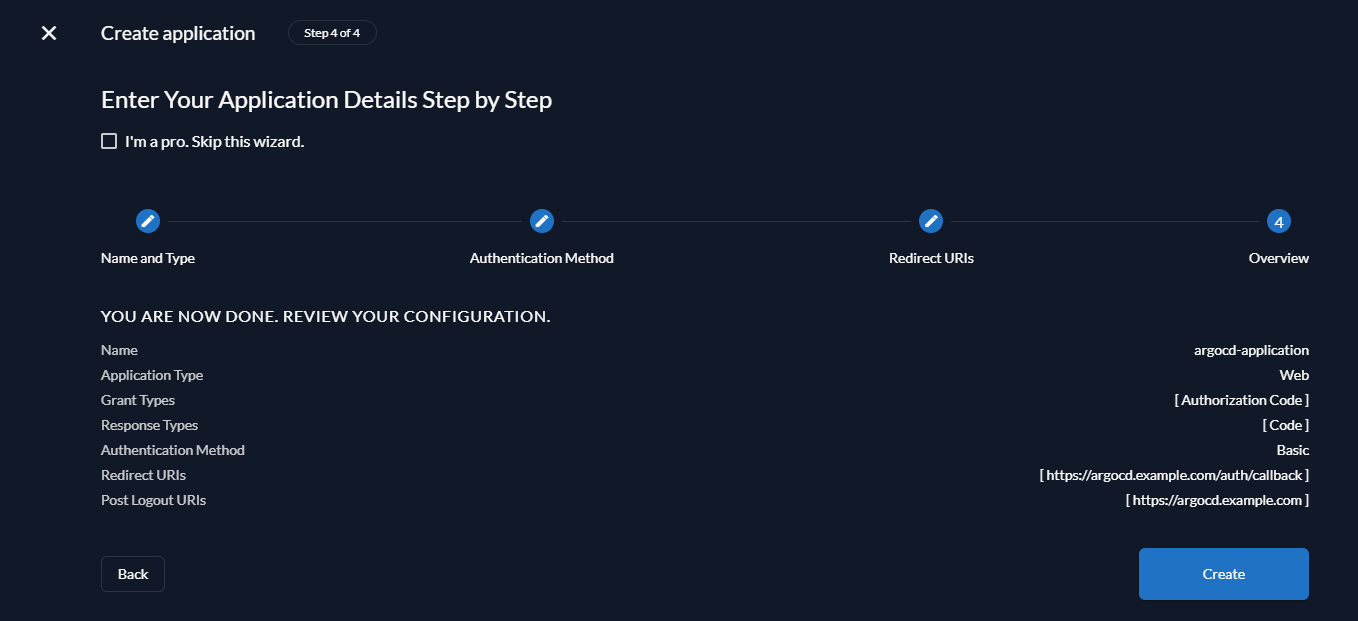 Create application Step 4 of 4
Enter Your Application Details Step by Step
I'm a pro. Skip this wizard.
4
Name and Type Authentication Method Redirect URIs Overview
YOU ARE NOW DONE. REVIEW YOUR CONFIGURATION.
Name argocd-application
Application Type Web
Grant Types [ Authorization Code ]
Response Types [ Code ]
Authentication Method Basic
Redirect URIs [ https://argocd.example.com/auth/callback ]
Post Logout URIs [ https://argocd.example.com ]
Back Create